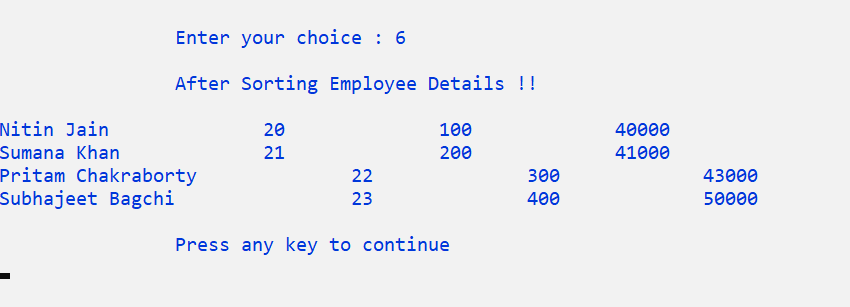 Enter your choice : 6
After Sorting Employee Details !!
Nitin Jain 20 100 40000
Sumana Khan 21 200 41000
Pritam Chakraborty 22 300 43000
Subhajeet Bagchi 23 400 50000
Press any key to continue